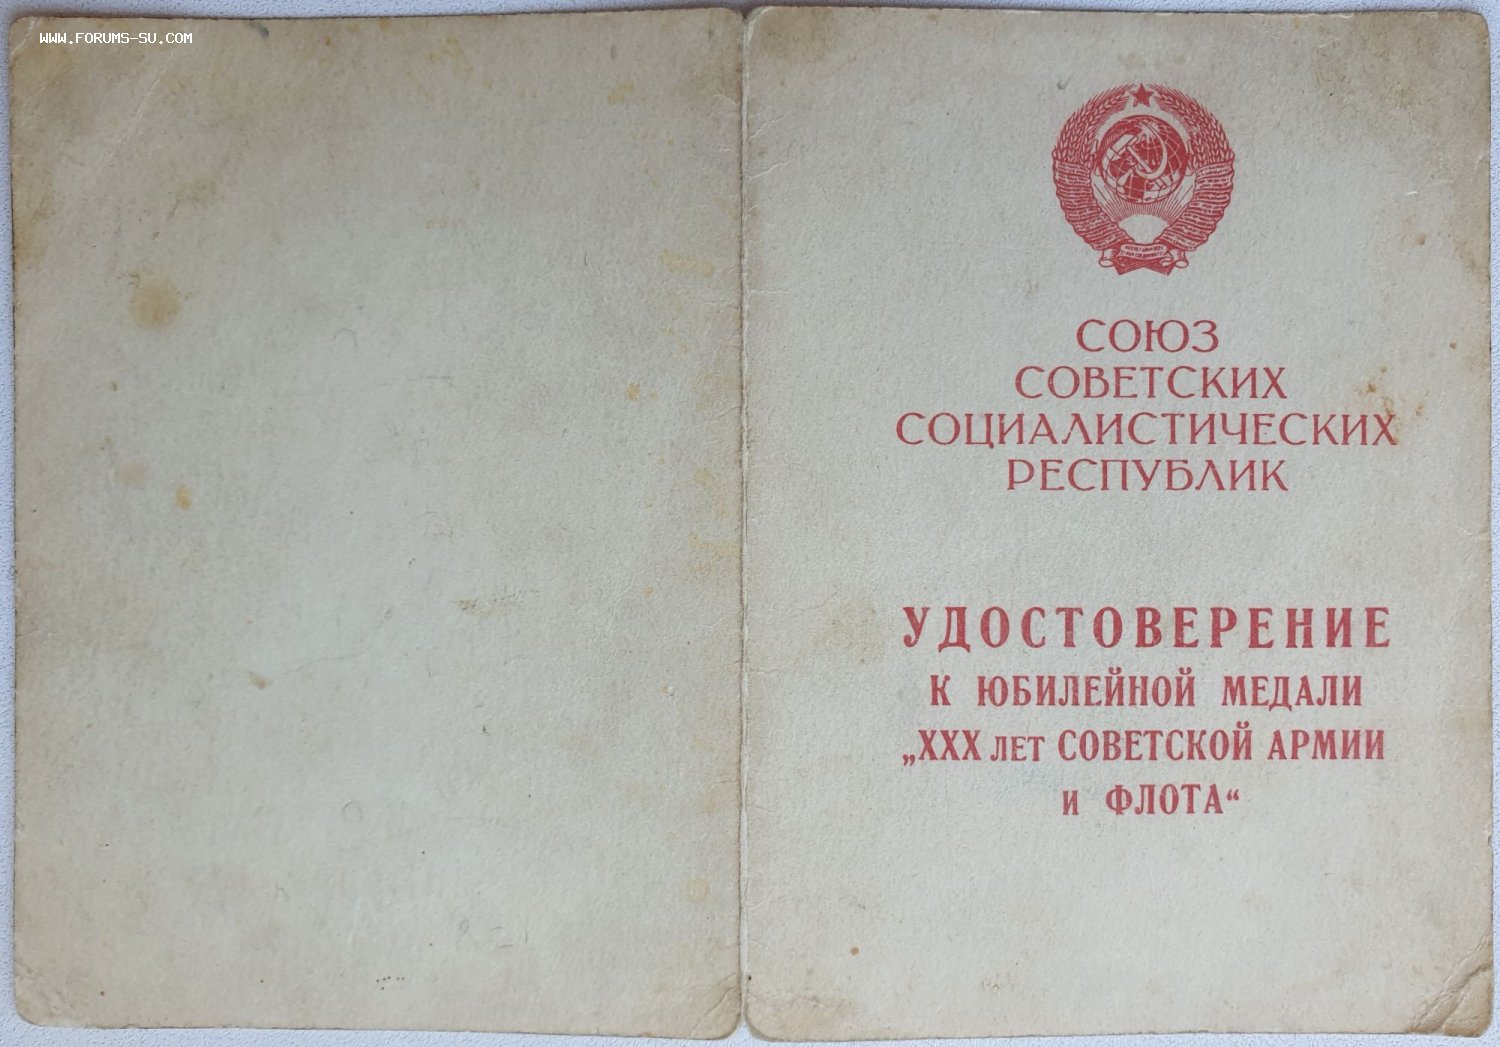 WWW.FORUMS-SU.COM
СОЮЗ
СОВЕТСКИХ
СОЦИАЛИСТИЧЕСКИХ
РЕСПУБЛИК
УДОСТОВЕРЕНИЕ
К ЮБИЛЕЙНОЙ МЕДАЛИ
„XXX ЛЕТ СОВЕТСКОЙ АРМИИ
И ФЛОТА“